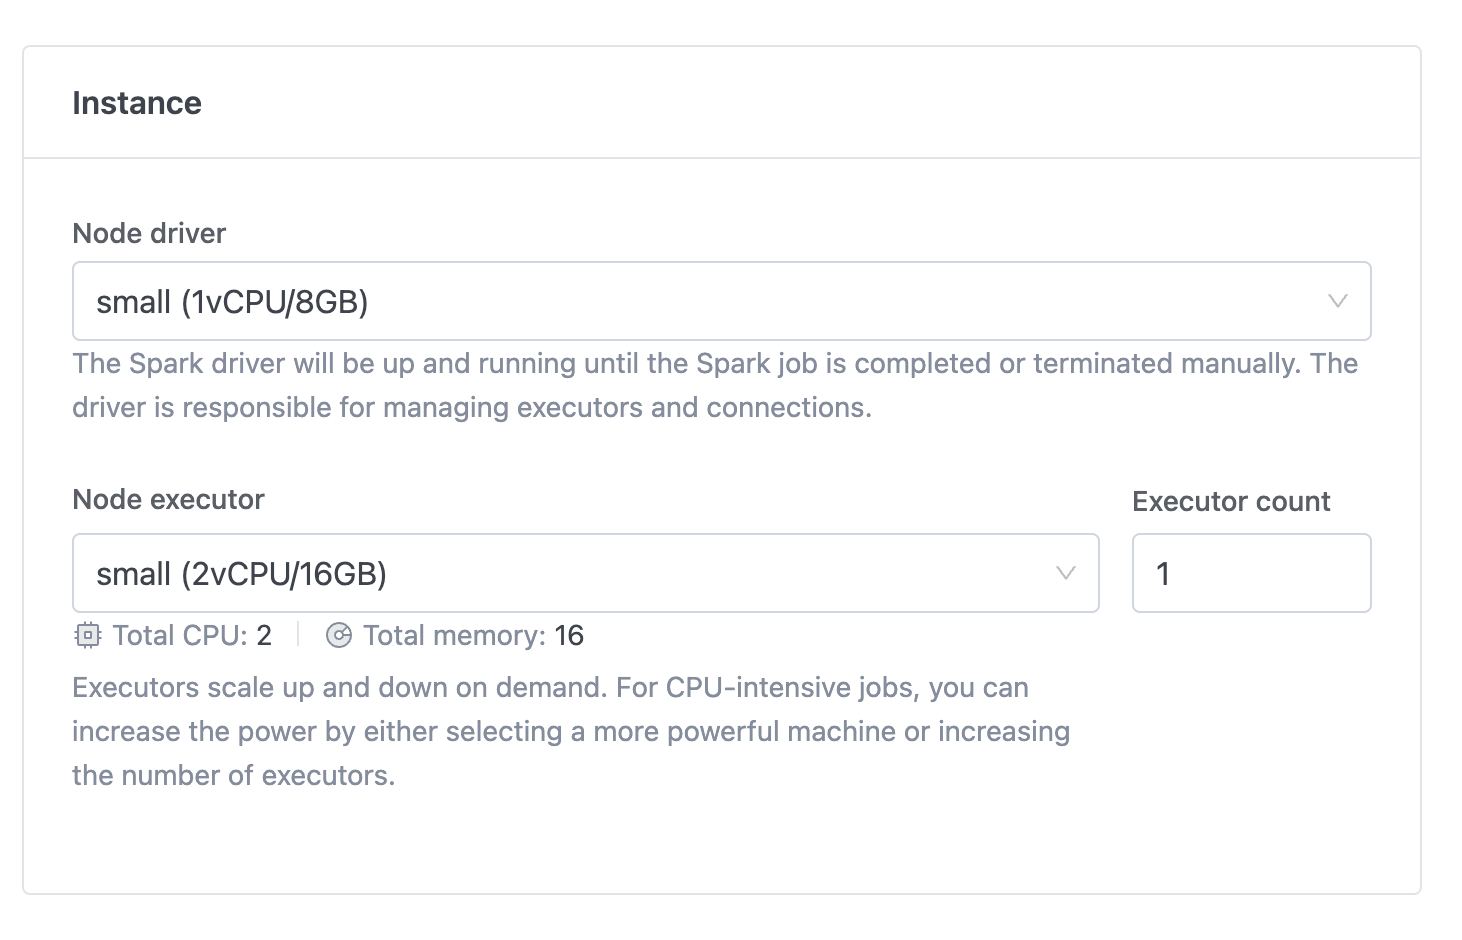 Instance
Node driver
small (1vCPU/8GB)
The Spark driver will be up and running until the Spark job is completed or terminated manually. The
driver is responsible for managing executors and connections.
Node executor
Executor count
small (2vCPU/16GB)
1
Total CPU: 2
Total memory: 16
Executors scale up and down on demand. For CPU-intensive jobs, you can
increase the power by either selecting a more powerful machine or increasing
the number of executors.